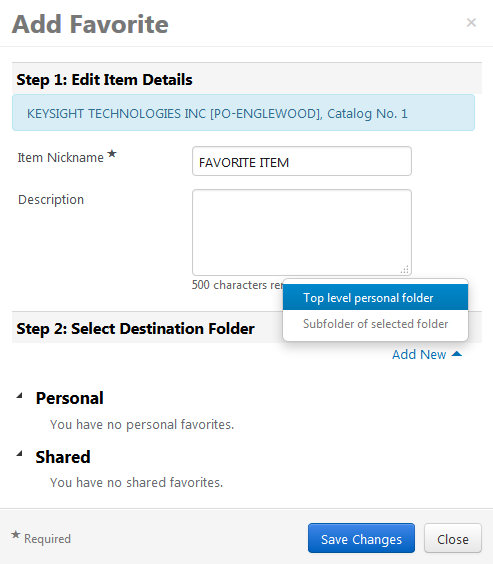 Add Favorite
×
Step 1: Edit Item Details
KEYSIGHT TECHNOLOGIES INC [PO-ENGLEWOOD], Catalog No. 1
Item Nickname ★
FAVORITE ITEM
Description
500 characters
Top level personal folder
Subfolder of selected folder
Step 2: Select Destination Folder
Add New
Personal
You have no personal favorites.
Shared
You have no shared favorites.
★ Required
Save Changes
Close